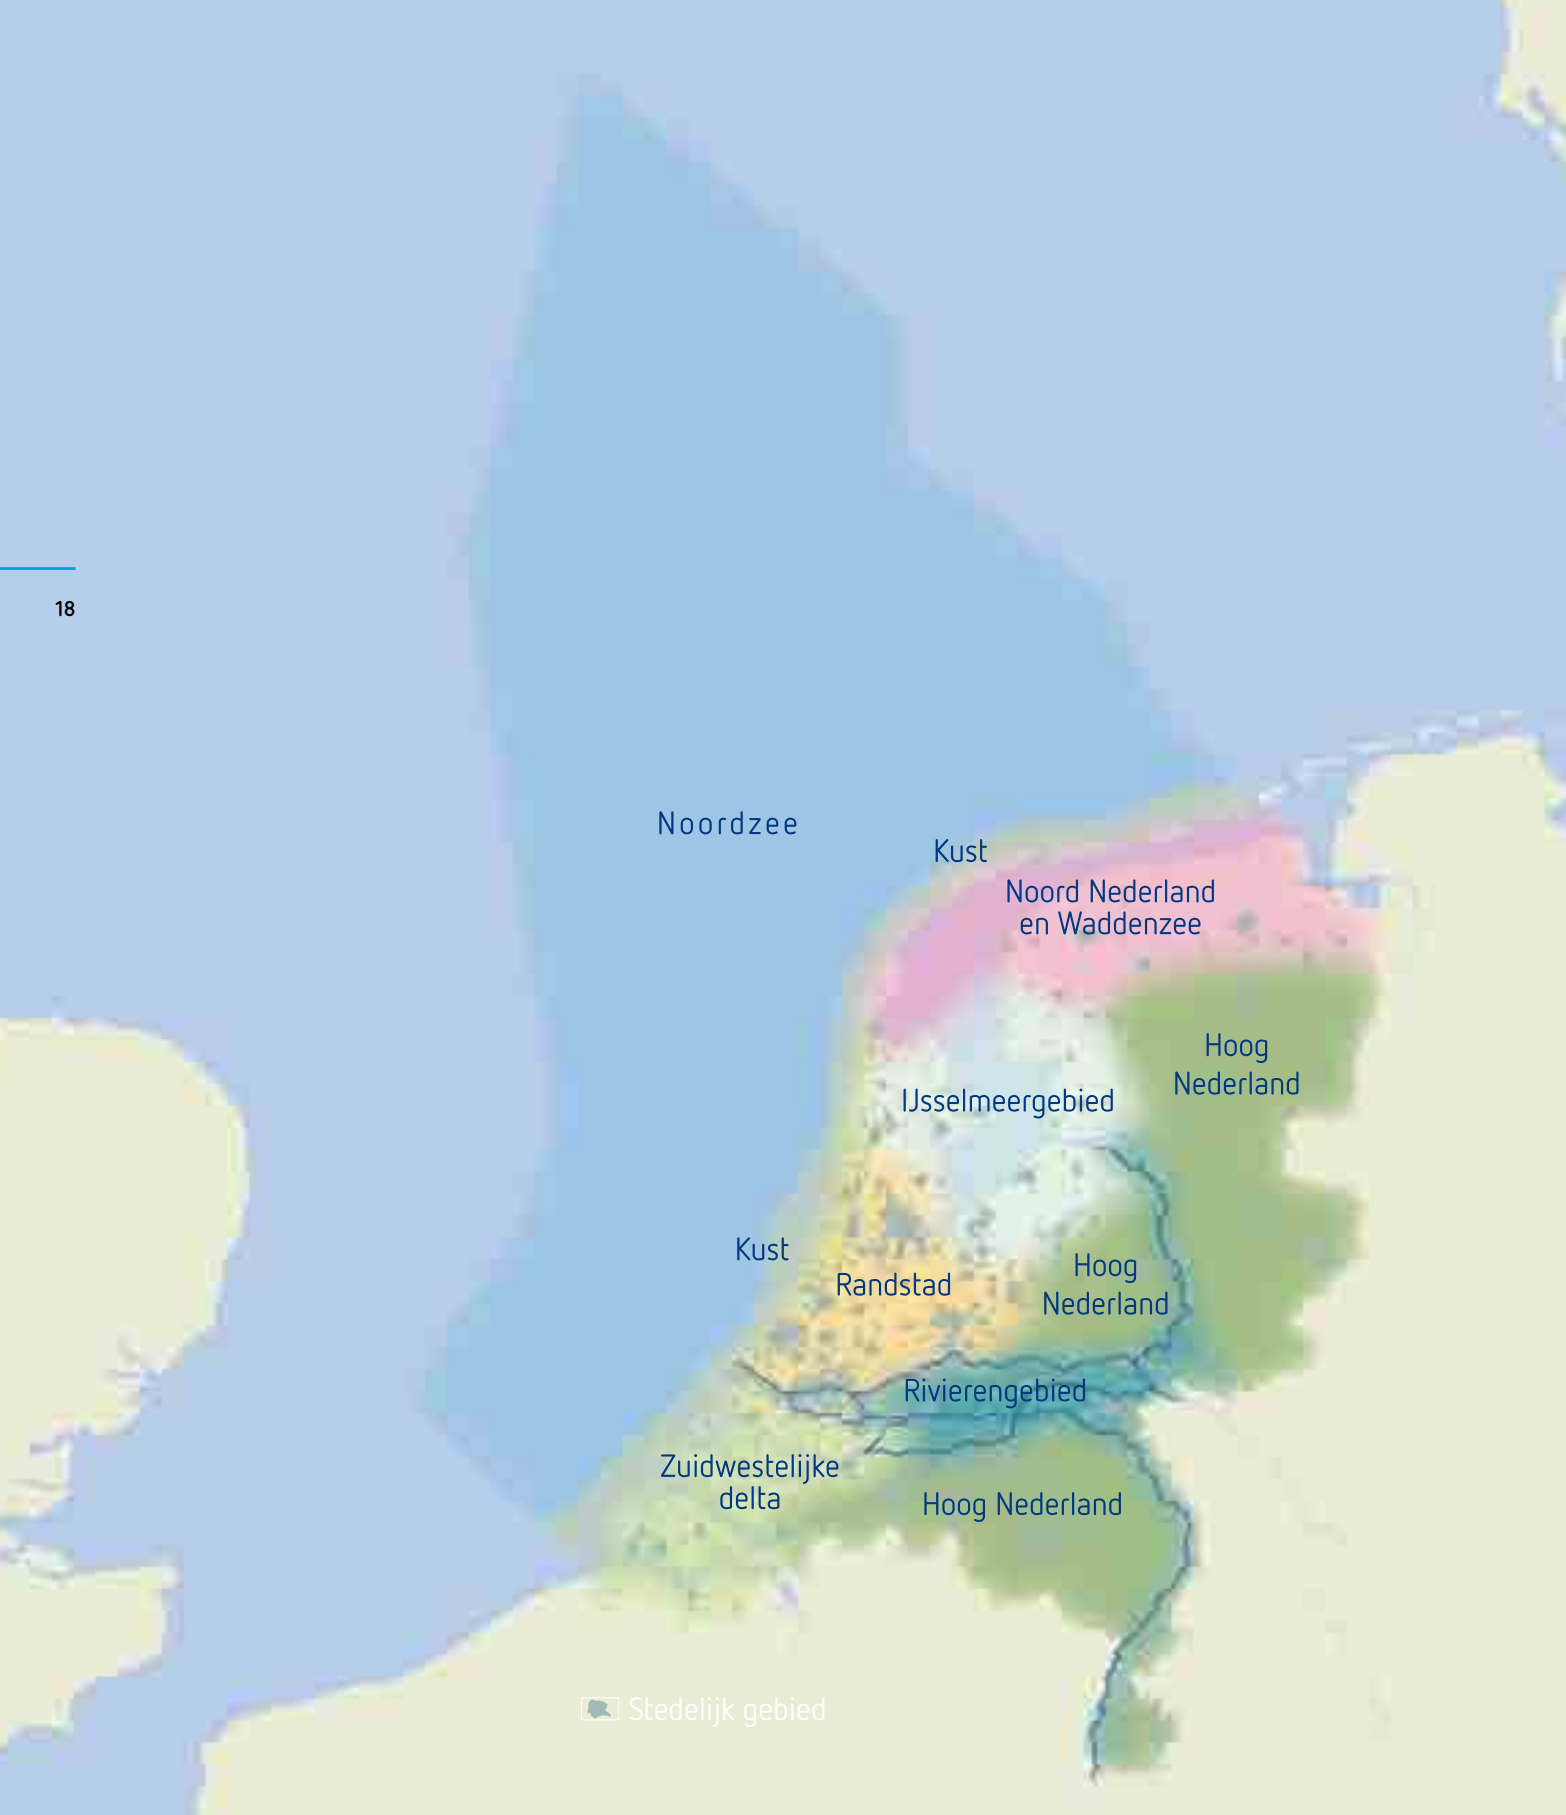 18
Noordzee
Kust
Noord Nederland
en Waddenzee
Hoog
Nederland
IJsselmeergebied
Kust
Randstad
Hoog
Nederland
Rivierengebied
Zuidwestelijke
delta
Hoog Nederland
Stedelijk gebied